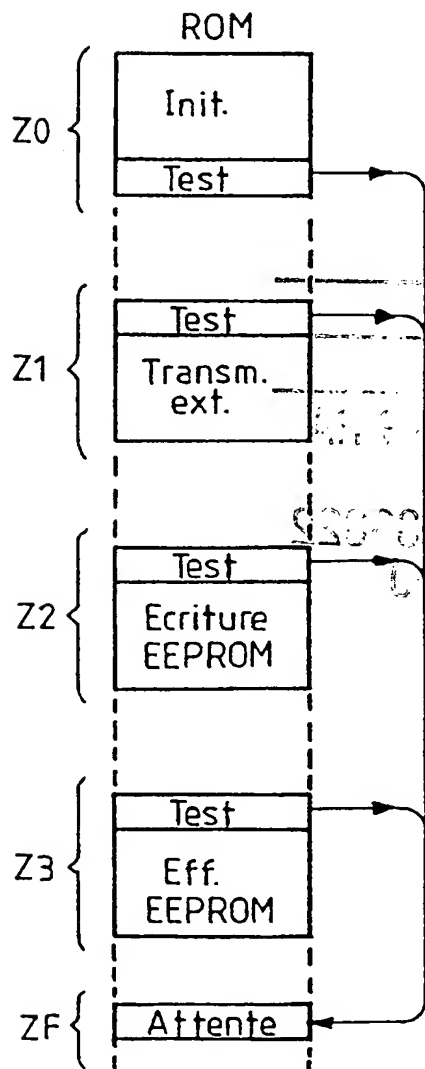 ROM
Z0
Init.
Test
Z1
Test
Transm.
ext.
Z2
Test
Ecriture
EEPROM
Z3
Test
Eff.
EEPROM
ZF
Attente